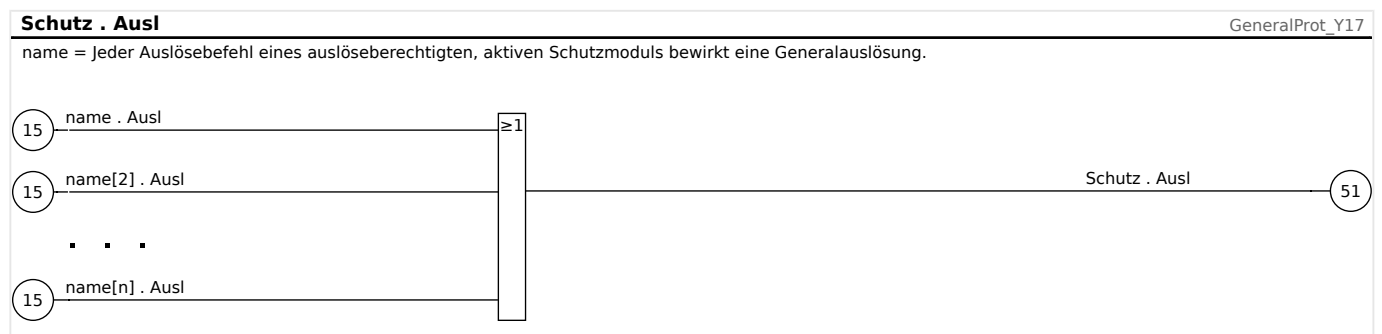 Schutz . Ausl
GeneralProt_Y17
name = Jeder Auslösebefehl eines auslöseberechtigten, aktiven Schutzmoduls bewirkt eine Generalauslösung.
15 name . Ausl
≥1
15 name[2] . Ausl
Schutz . Ausl 51
. . .
15 name[n] . Ausl